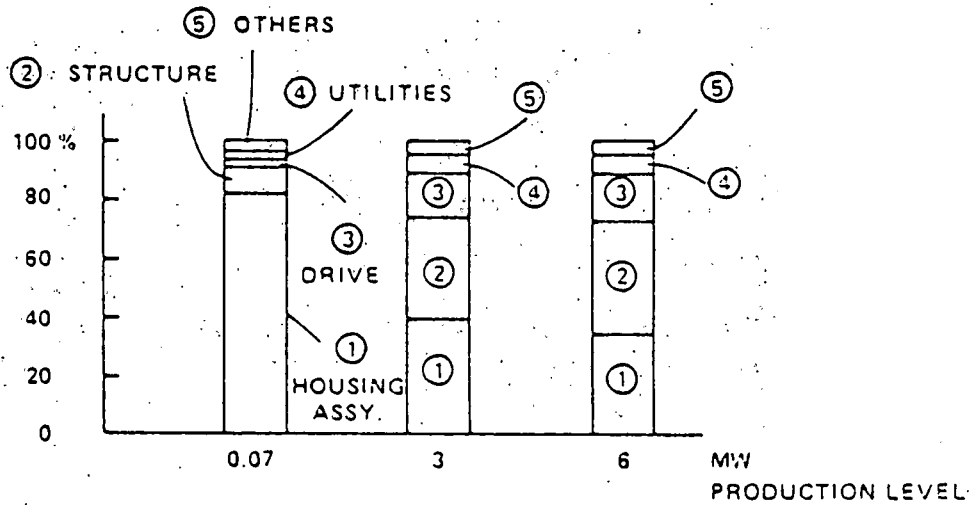 ⑤ OTHERS
② STRUCTURE
④ UTILITIES
⑤
⑤
100 %
80
60
40
20
0
③
④
③
④
③
DRIVE
②
②
①
HOUSING
ASSY.
①
①
0.07
3
6
MW
PRODUCTION LEVEL